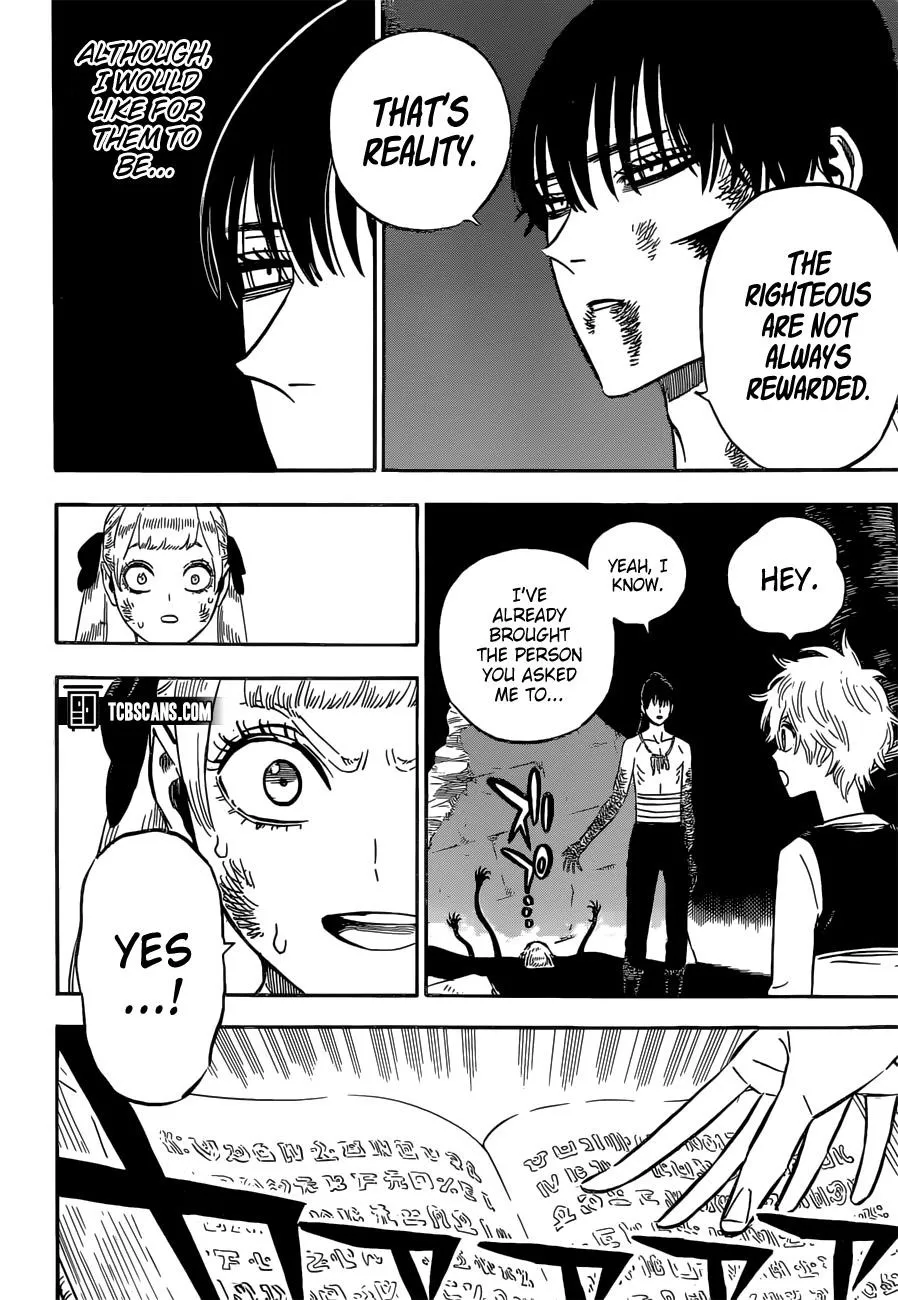 THE
RIGHTEOUS
ARE NOT
ALWAYS
REWARDED.
THAT'S
REALITY.
ALTHOUGH,
I WOULD
LIKE FOR
THEM TO
BE...
HEY.
YEAH, I
KNOW.
I'VE
ALREADY
BROUGHT
THE PERSON
YOU ASKED
ME TO...
TCBSCANS.COM
YES
...!